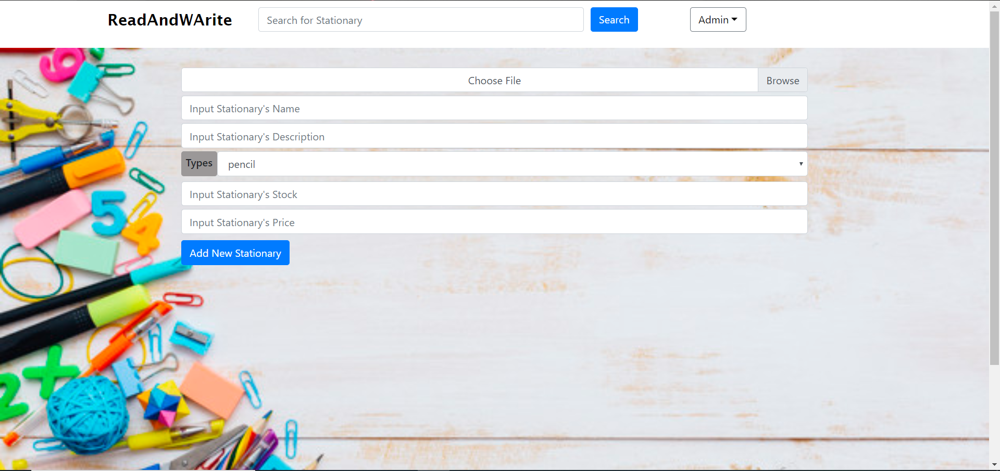 ReadAndWArite
Search for Stationary
Search
Admin
Choose File
Browse
Input Stationary's Name
Input Stationary's Description
Types
pencil
Input Stationary's Stock
Input Stationary's Price
Add New Stationary